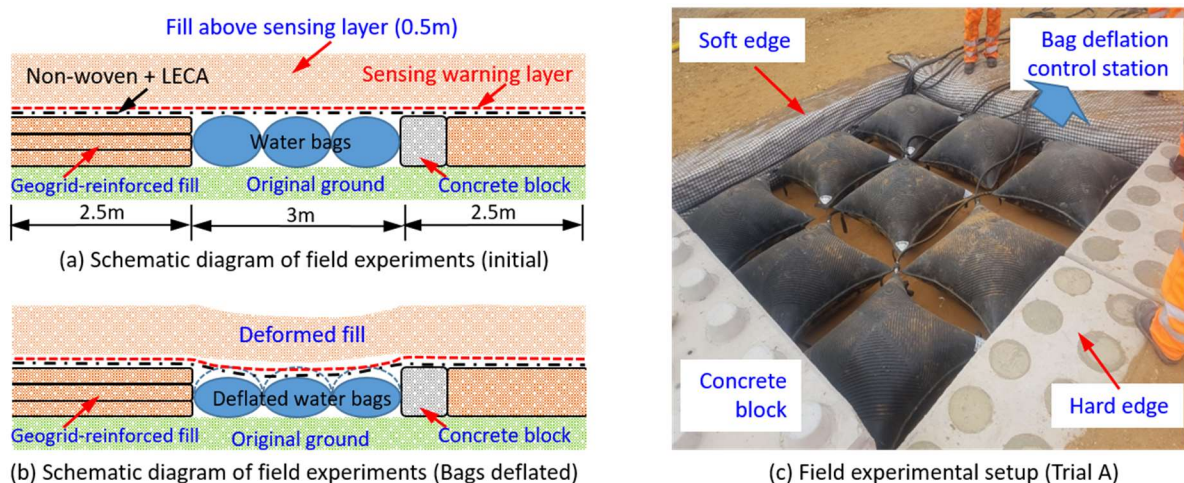 Fill above sensing layer (0.5m)
Non-woven + LECA
Sensing warning layer
Water bags
Geogrid-reinforced fill
Original ground
Concrete block
2.5m
3m
2.5m
(a) Schematic diagram of field experiments (initial)
Deformed fill
Deflated water bags
Geogrid-reinforced fill
Original ground
Concrete block
(b) Schematic diagram of field experiments (Bags deflated)
Soft edge
Bag deflation
control station
Concrete
block
Hard edge
(c) Field experimental setup (Trial A)